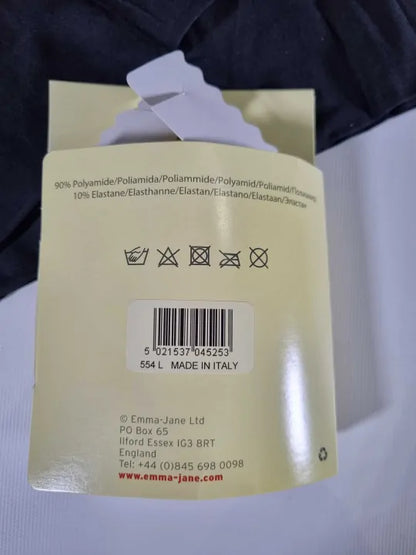 90% Polyamide/Poliamida/Poliammide/Polyamid/Poliamid/Полиамид
10% Elastane/Elasthanne/Elastan/Elastano/Elastaan/Эластан
5 021537 045253
554 L MADE IN ITALY
© Emma-Jane Ltd
PO Box 65
Ilford Essex IG3 8RT
England
Tel: +44 (0)845 698 0098
www.emma-jane.com